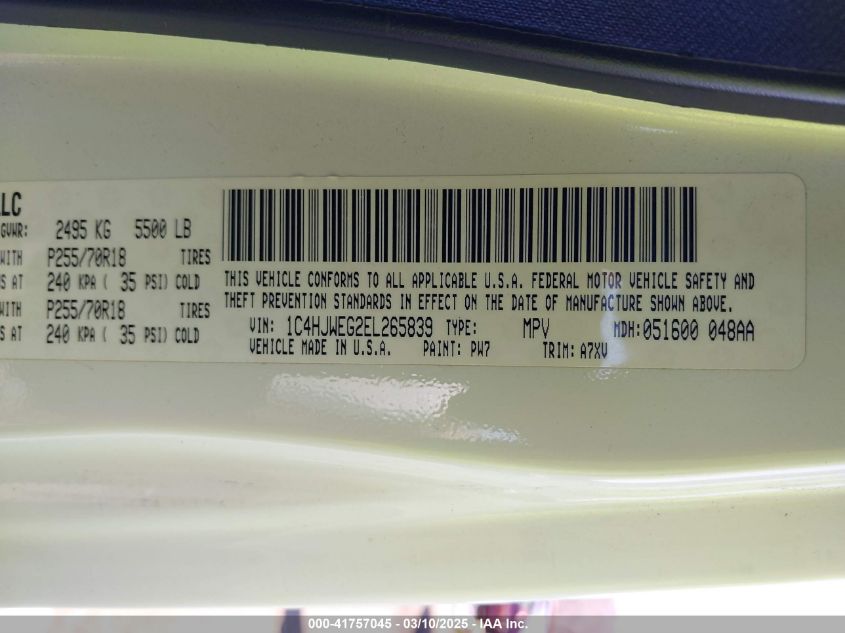 LLC
GVWR: 2495 KG 5500 LB
WITH P255/70R18 TIRES
S AT 240 KPA ( 35 PSI) COLD
WITH P255/70R18 TIRES
S AT 240 KPA ( 35 PSI) COLD
THIS VEHICLE CONFORMS TO ALL APPLICABLE U.S.A. FEDERAL MOTOR VEHICLE SAFETY AND
THEFT PREVENTION STANDARDS IN EFFECT ON THE DATE OF MANUFACTURE SHOWN ABOVE.
VIN: 1C4HJWEG2EL265839 TYPE: MPV MDH:051600 048AA
VEHICLE MADE IN U.S.A. PAINT: PW7 TRIM: A7XV
000-41757045 - 03/10/2025 - IAA Inc.